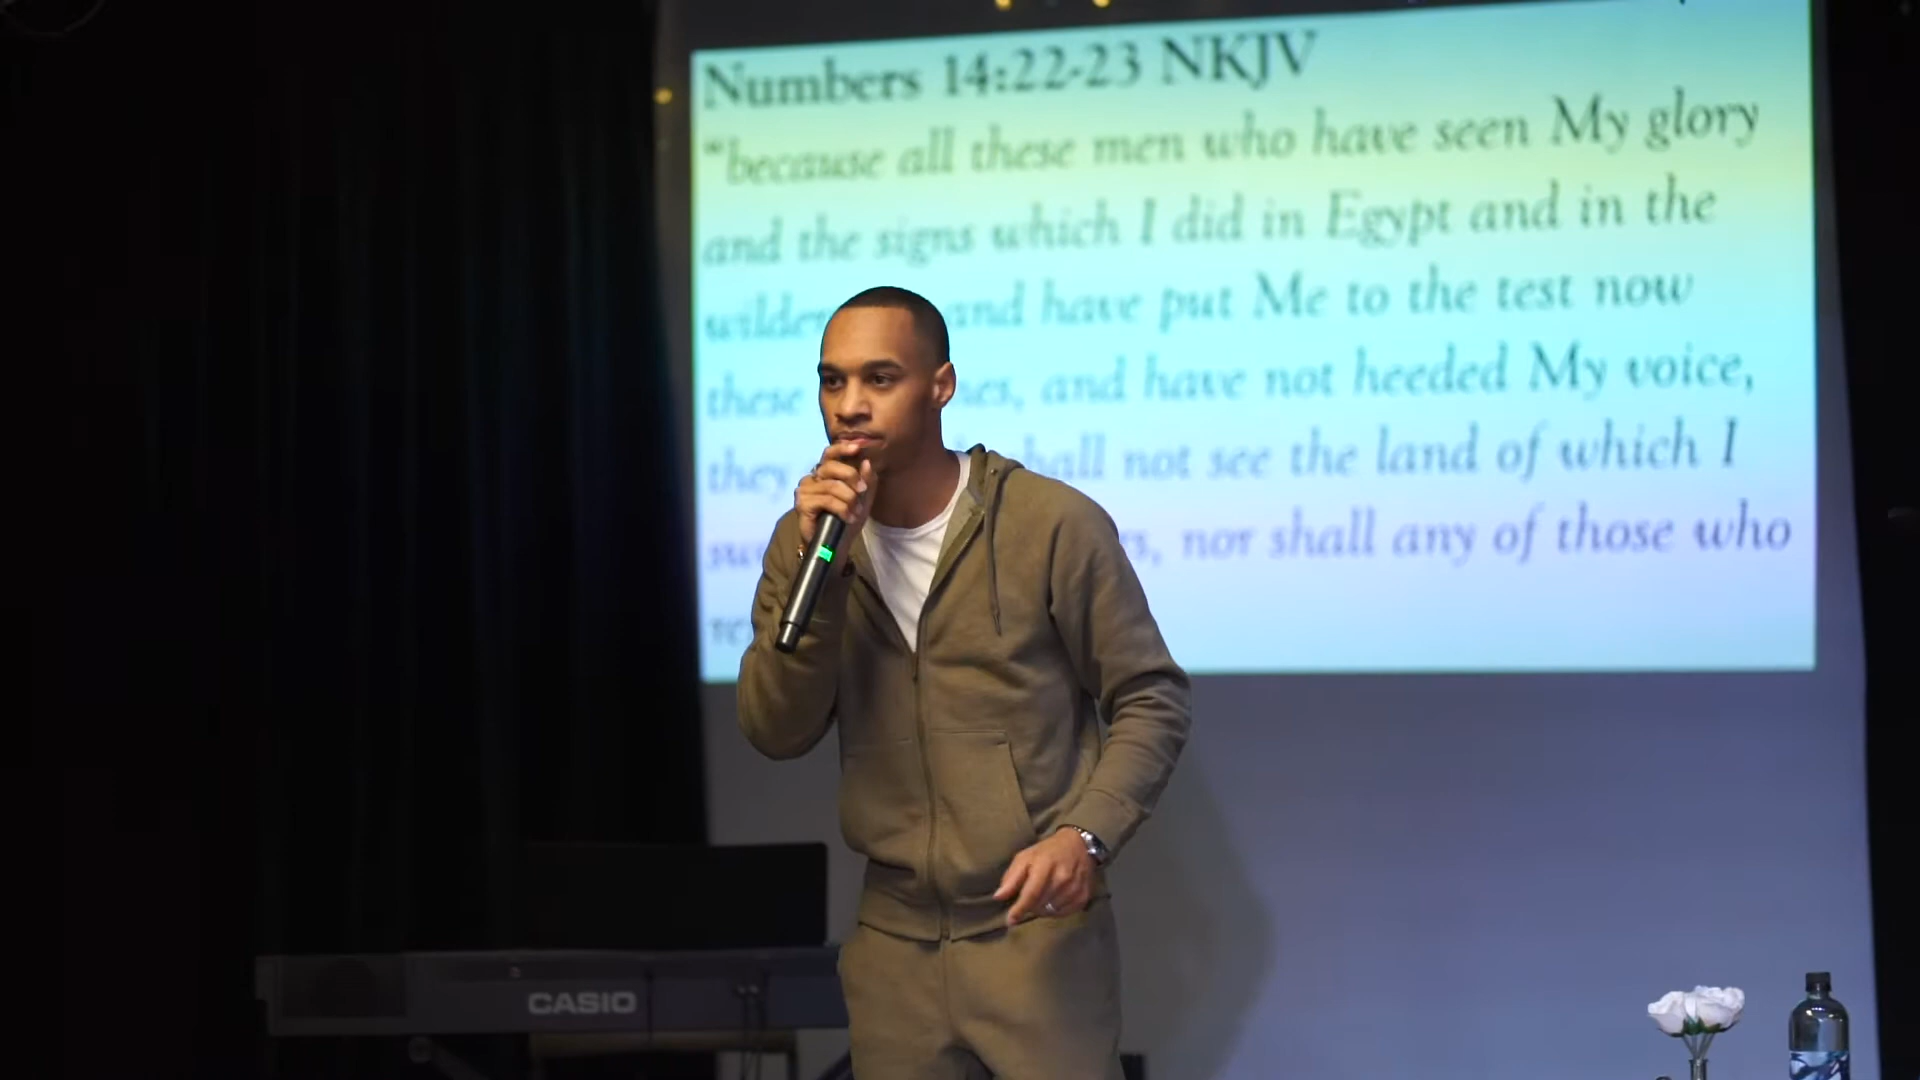 Numbers 14:22-23 NKJV
“because all these men who have seen My glory
and the signs which I did in Egypt and in the
and have put Me to the test now
these and have not heeded My voice,
they not see the land of which I
nor shall any of those who
CASIO